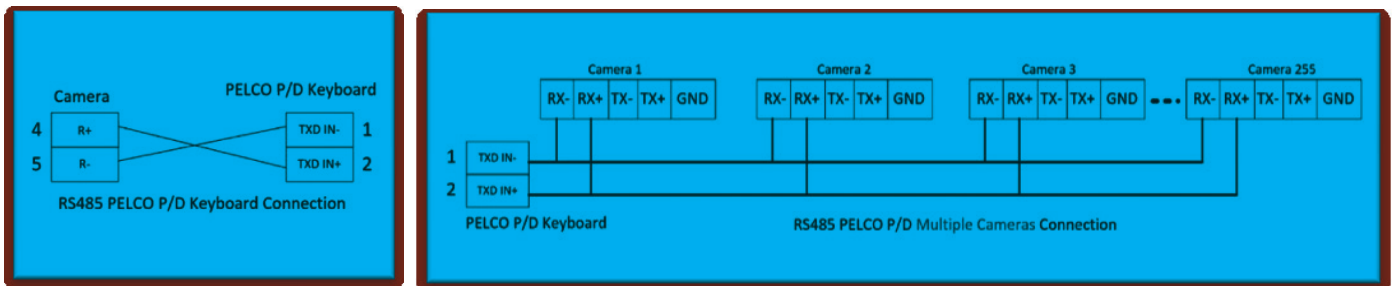 PELCO P/D Keyboard
Camera
4 R+ TXD IN- 1
5 R- TXD IN+ 2
RS485 PELCO P/D Keyboard Connection
Camera 1 Camera 2 Camera 3 Camera 255
RX- RX+ TX- TX+ GND RX- RX+ TX- TX+ GND RX- RX+ TX- TX+ GND RX- RX+ TX- TX+ GND
1 TXD IN-
2 TXD IN+
PELCO P/D Keyboard RS485 PELCO P/D Multiple Cameras Connection